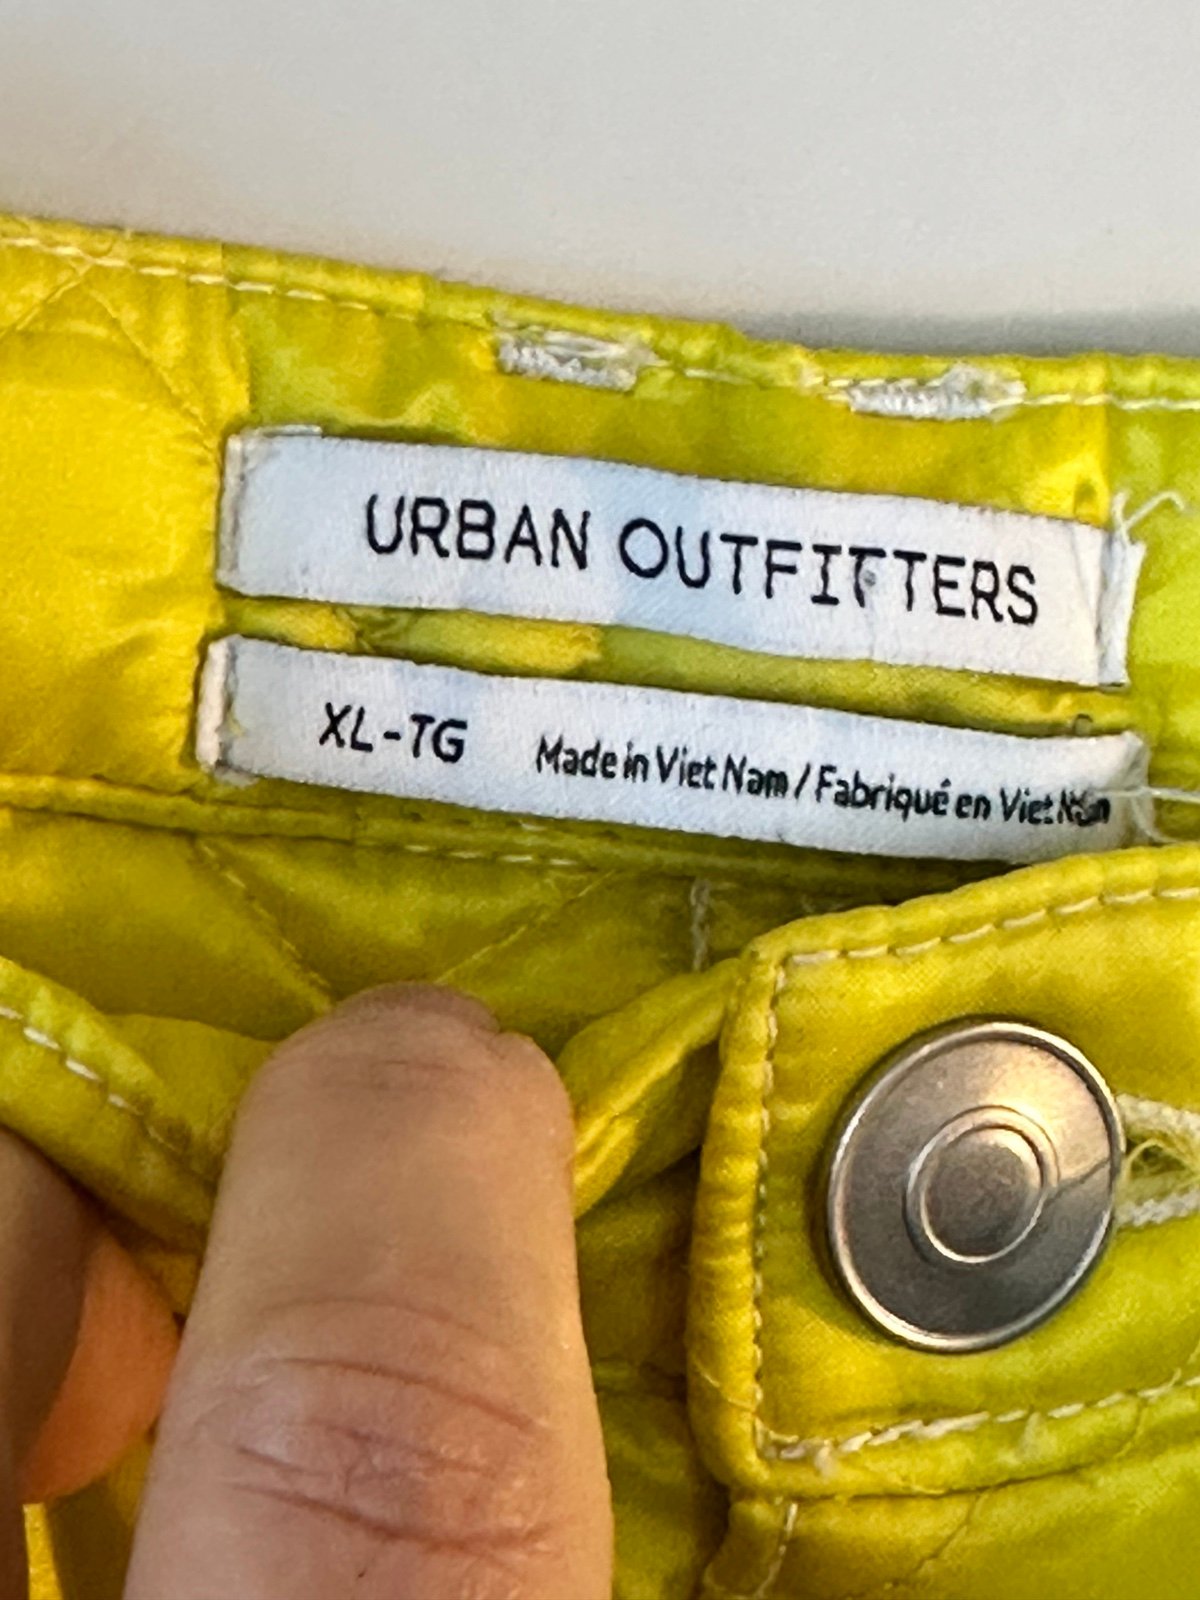 URBAN OUTFITTERS
XL-TG Made in Viet Nam / Fabriqué en Viet Nam